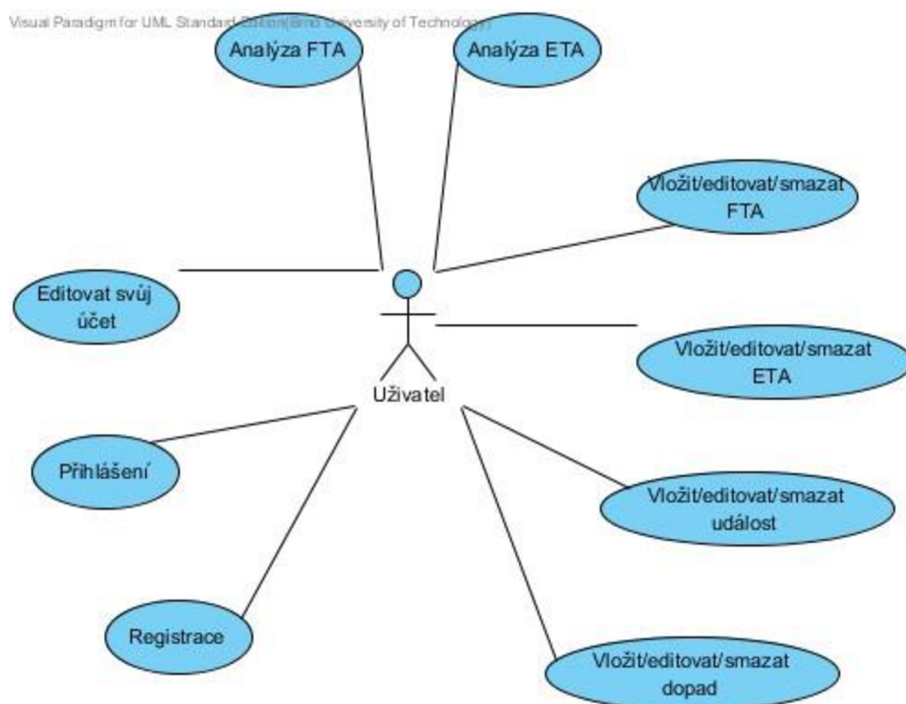 Visual Paradigm for UML Standard Edition(Brno University of Technology)
Analýza FTA
Analýza ETA
Vložit/editovat/smazat
FTA
Editovat svůj
účet
Vložit/editovat/smazat
ETA
Uživatel
Přihlášení
Vložit/editovat/smazat
událost
Registrace
Vložit/editovat/smazat
dopad